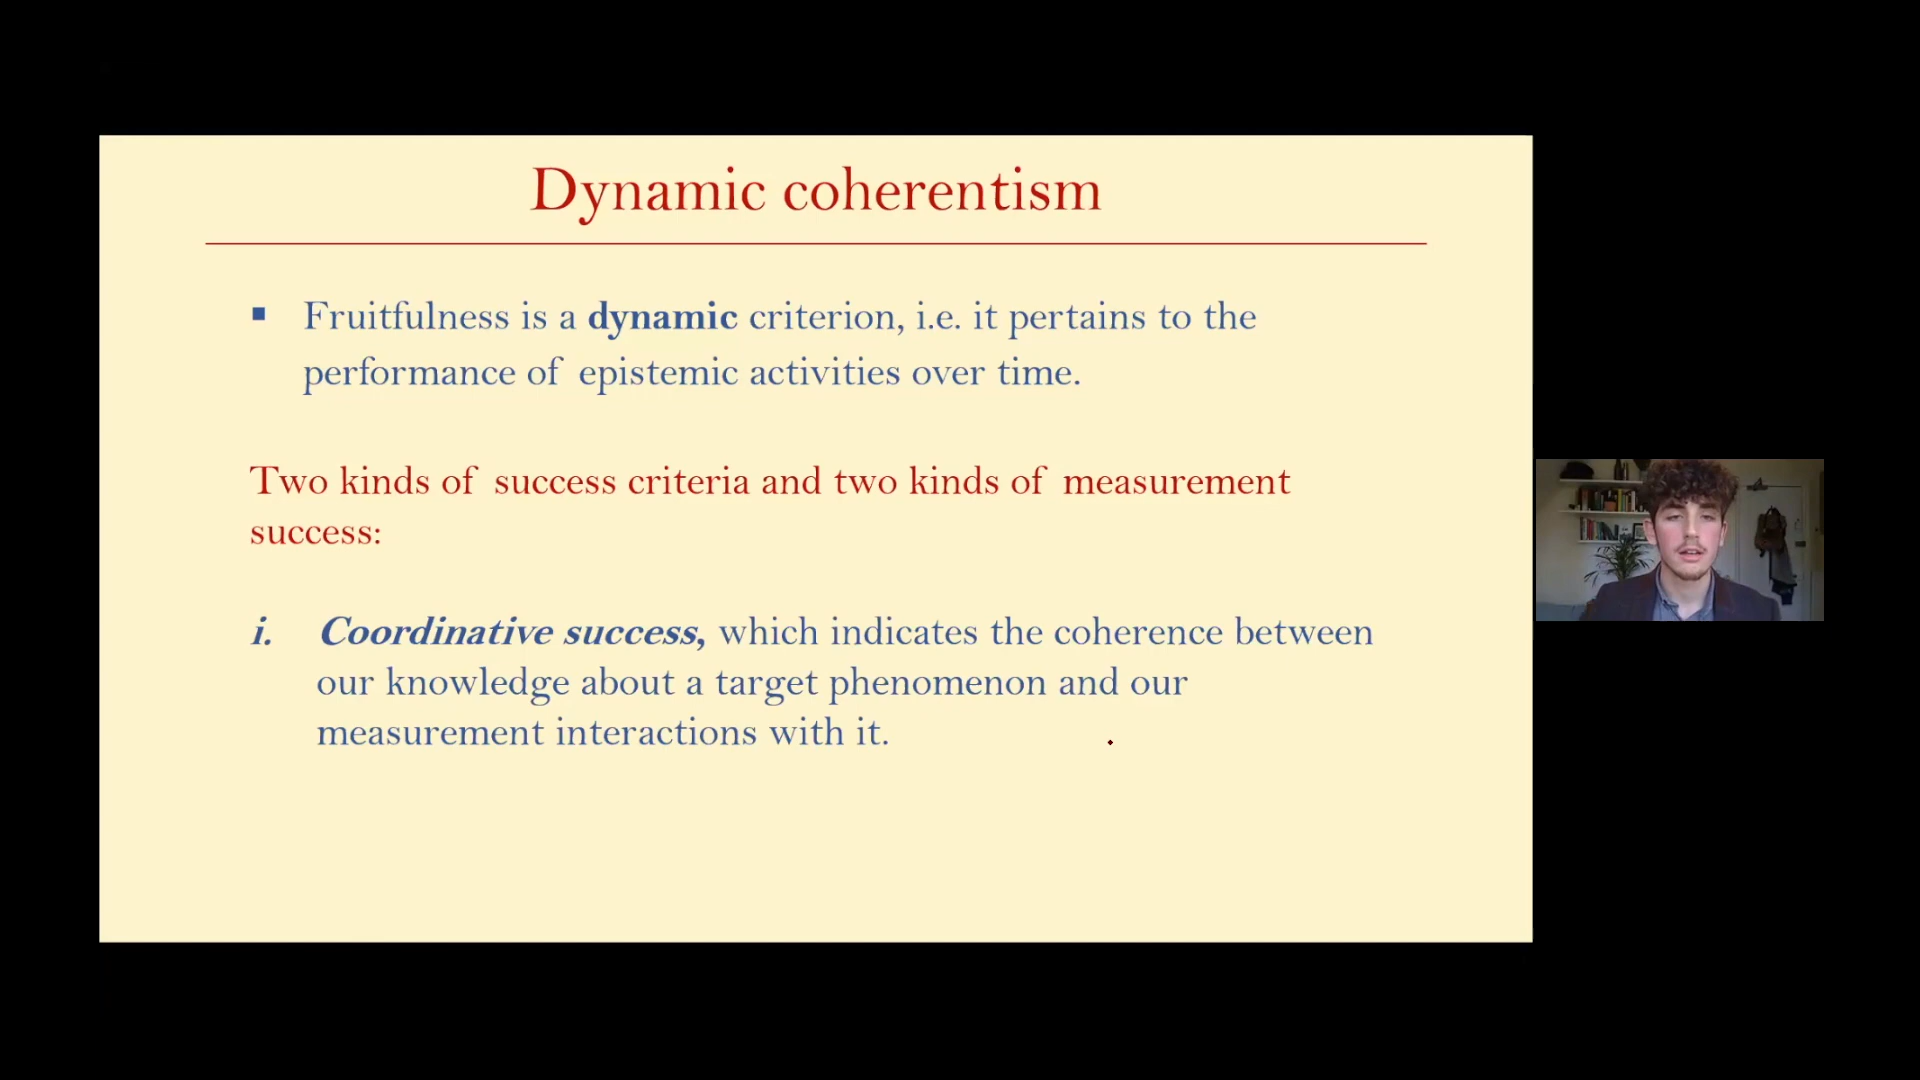 Dynamic coherentism
▪ Fruitfulness is a dynamic criterion, i.e. it pertains to the
performance of epistemic activities over time.
Two kinds of success criteria and two kinds of measurement
success:
i. Coordinative success, which indicates the coherence between
our knowledge about a target phenomenon and our
measurement interactions with it.